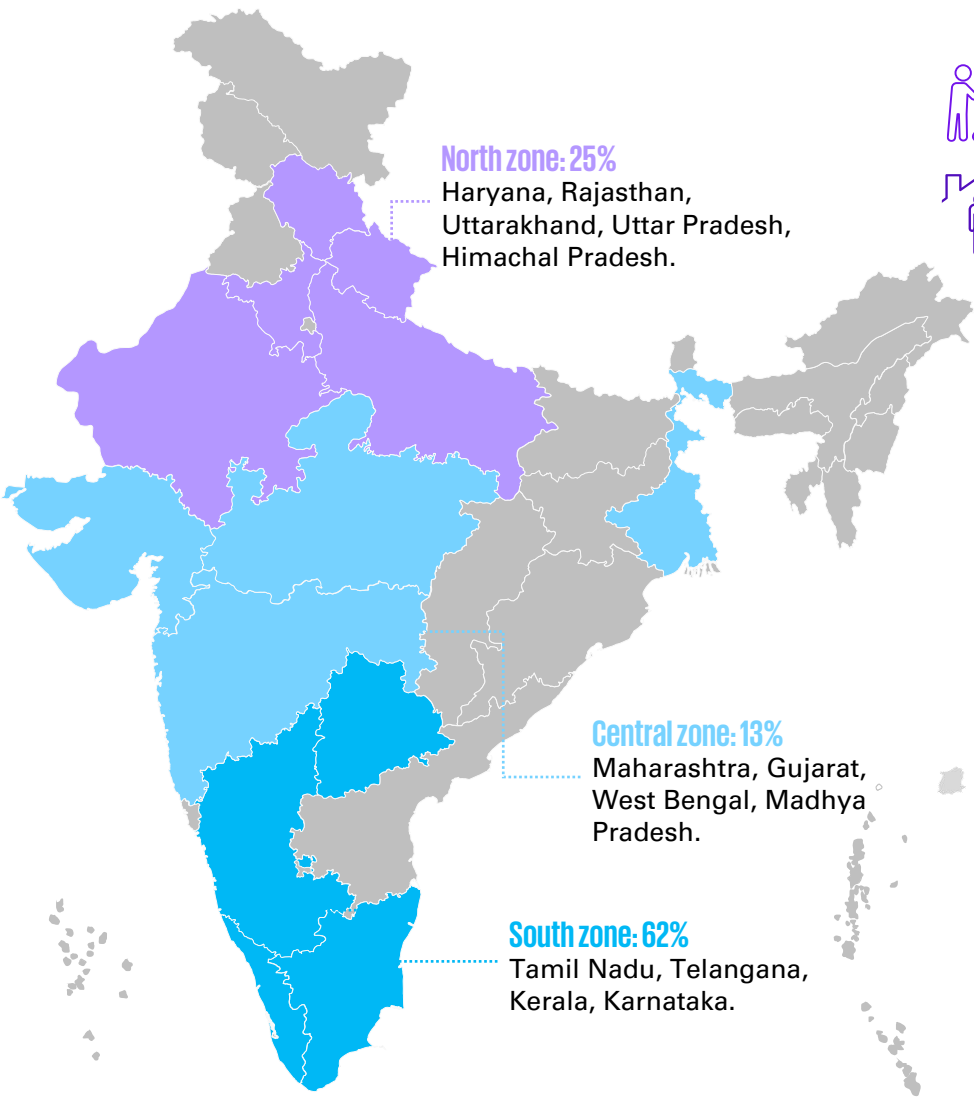 North zone: 25%
Haryana, Rajasthan,
Uttarakhand, Uttar Pradesh,
Himachal Pradesh.
Central zone: 13%
Maharashtra, Gujarat,
West Bengal, Madhya
Pradesh.
South zone: 62%
Tamil Nadu, Telangana,
Kerala, Karnataka.